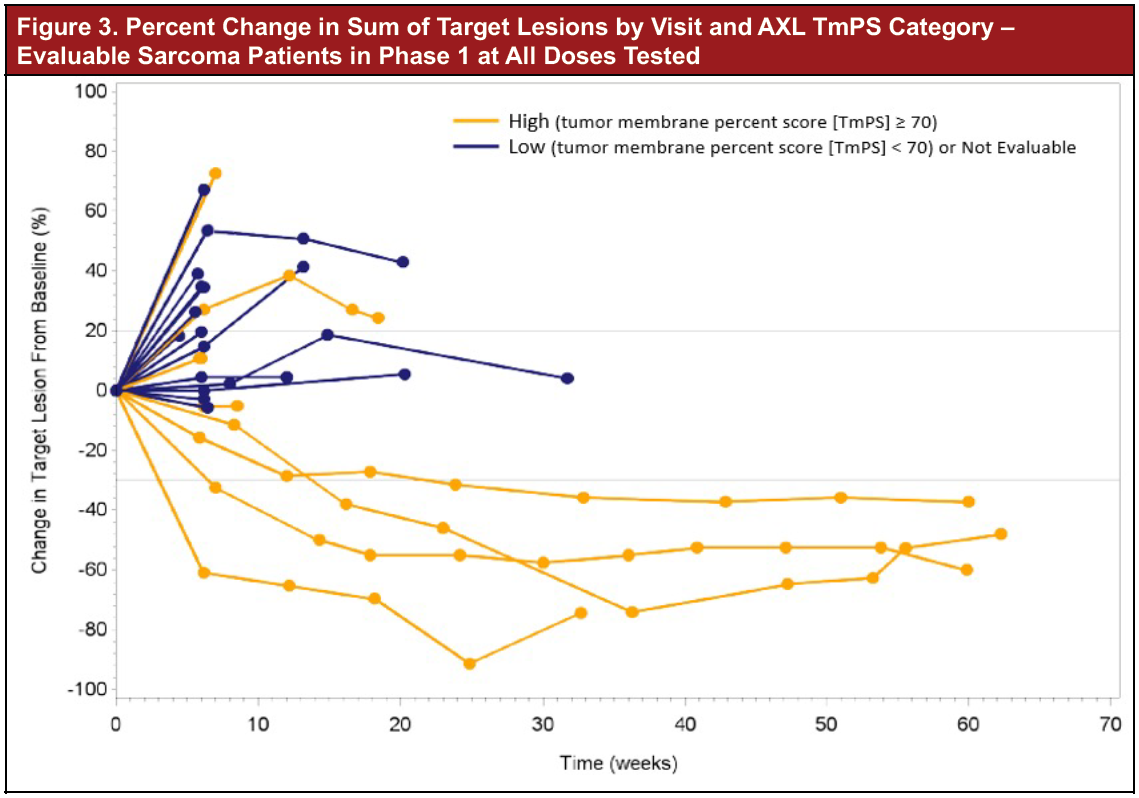 Figure 3. Percent Change in Sum of Target Lesions by Visit and AXL TmPS Category –
Evaluable Sarcoma Patients in Phase 1 at All Doses Tested
High (tumor membrane percent score [TmPS] ≥ 70)
Low (tumor membrane percent score [TmPS] < 70) or Not Evaluable
Change in Target Lesion From Baseline (%)
100
80
60
40
20
0
-20
-40
-60
-80
-100
0 10 20 30 40 50 60 70
Time (weeks)